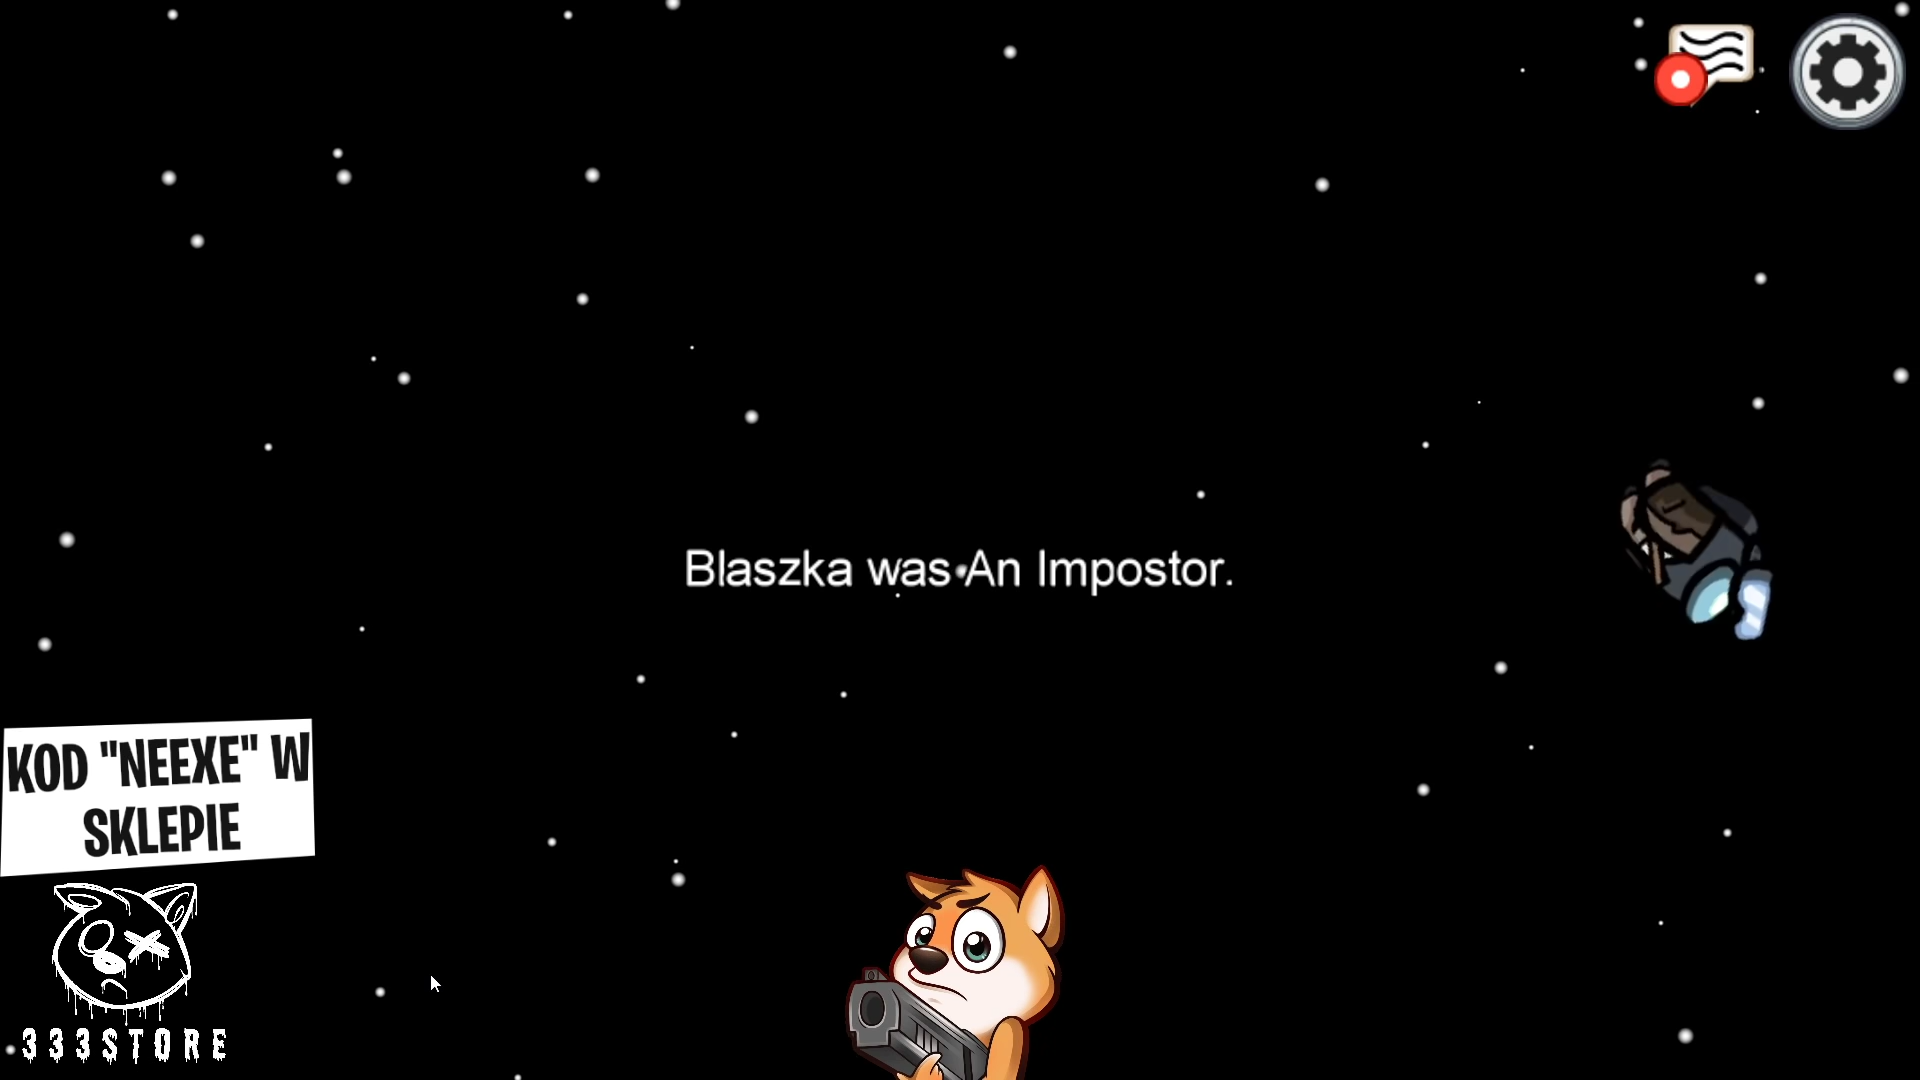 Blaszka was An Impostor.
KOD "NEEXE" W
SKLEPIE
333STORE